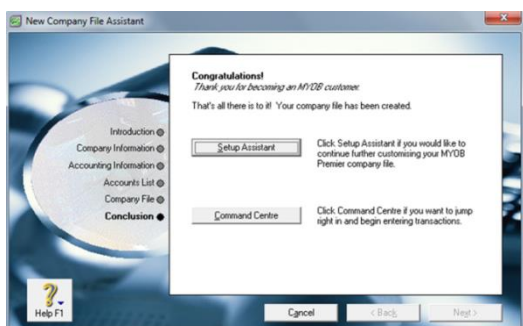 New Company File Assistant
Congratulations!
Thank you for becoming an MYOB customer.
That's all there is to it! Your company file has been created.
Introduction
Company Information
Accounting Information
Accounts List
Company File
Conclusion
Setup Assistant
Click Setup Assistant if you would like to
continue further customising your MYOB
Premier company file.
Command Centre
Click Command Centre if you want to jump
right in and begin entering transactions.
Help F1
Cancel
< Back
Next >